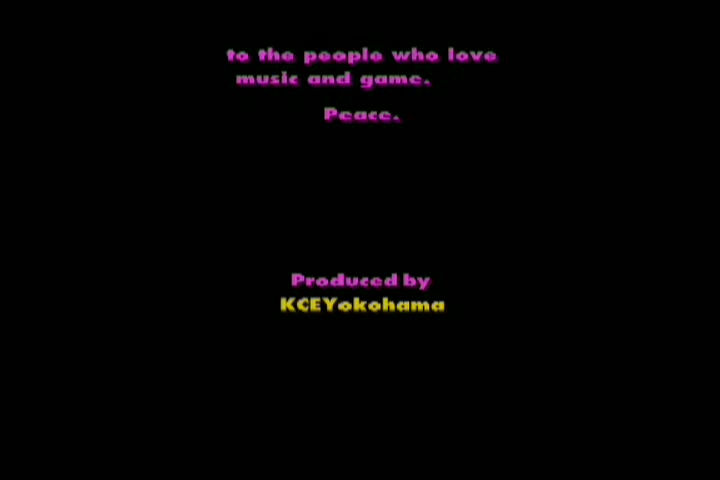 to the people who love
music and game.
Peace.
Produced by
KCEYokohama